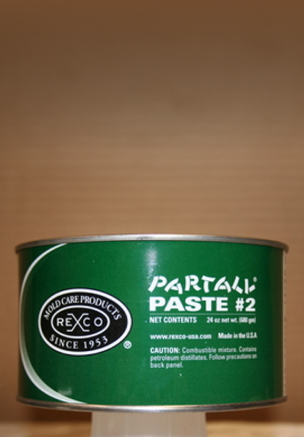 MOLD CARE PRODUCTS
REXCO
SINCE 1953
®
PARTALL®
PASTE #2
NET CONTENTS 24 oz net wt. (680 gms)
www.rexco-usa.com Made in the U.S.A
CAUTION: Combustible mixture. Contains
petroleum distillates. Follow precautions on
back panel.